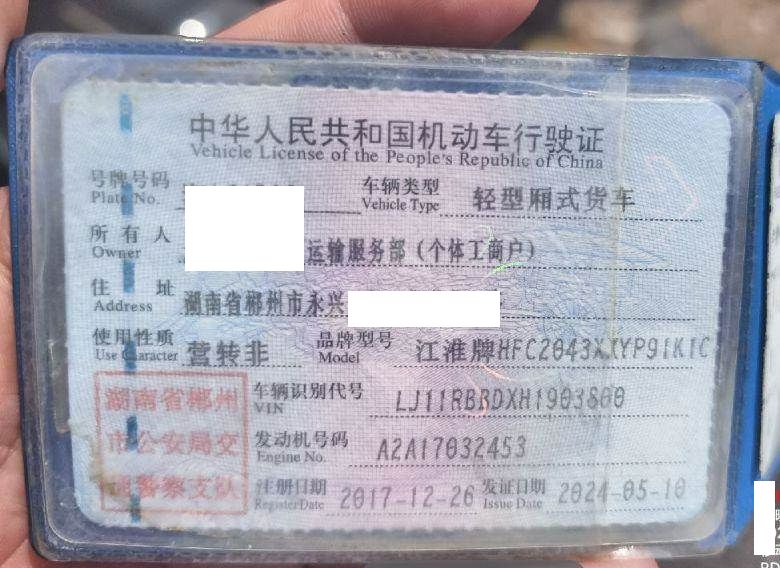 中华人民共和国机动车行驶证
Vehicle License of the People's Republic of China
号牌号码 车辆类型 轻型厢式货车
Plate No. Vehicle Type
所有人 运输服务部（个体工商户）
Owner
住址 湖南省郴州市永兴
Address
使用性质 营转非 品牌型号 江淮牌HFC2043XXYP91K1C
Use Character Model
湖南省郴州 车辆识别代号 LJ11RBBDXH1903800
VIN
市公安局交 发动机号码 A2A17032453
Engine No.
通警察支队 注册日期 2017-12-26 发证日期 2024-05-10
Register Date Issue Date